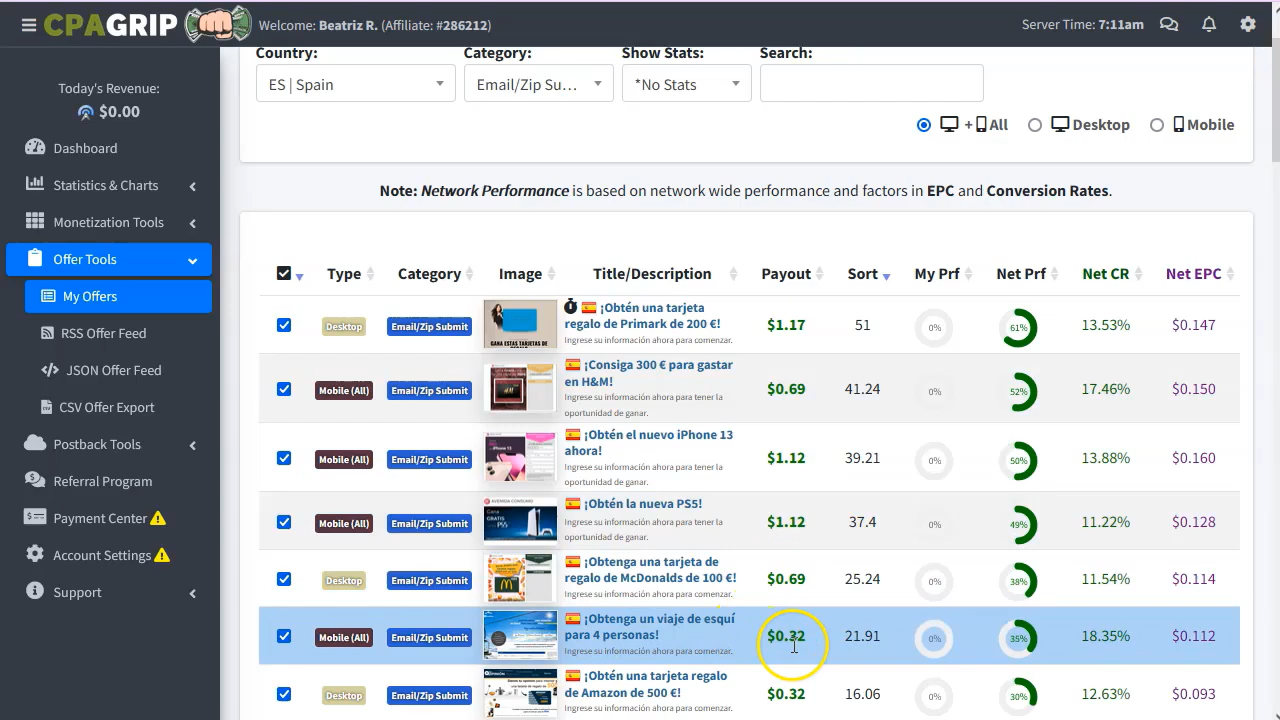 CPAGRIP
Welcome: Beatriz R. (Affiliate: #286212)
Server Time: 7:11am
Today's Revenue:
$0.00
Dashboard
Statistics & Charts
Monetization Tools
Offer Tools
My Offers
RSS Offer Feed
JSON Offer Feed
CSV Offer Export
Postback Tools
Referral Program
Payment Center
Account Settings
Support
Country: Category: Show Stats: Search:
ES | Spain Email/Zip Su... *No Stats
+ All Desktop Mobile
Note: Network Performance is based on network wide performance and factors in EPC and Conversion Rates.
Type Category Image Title/Description Payout Sort My Prf Net Prf Net CR Net EPC
Desktop Email/Zip Submit ¡Obtén una tarjeta
regalo de Primark de 200 €! $1.17 51 0% 61% 13.53% $0.147
Ingrese su información ahora para comenzar.
¡Consiga 300 € para gastar
Mobile (All) Email/Zip Submit en H&M! $0.69 41.24 0% 52% 17.46% $0.150
Ingrese su información ahora para tener la
oportunidad de ganar.
¡Obtén el nuevo iPhone 13
Mobile (All) Email/Zip Submit ahora! $1.12 39.21 0% 50% 13.88% $0.160
Ingrese su información ahora para tener la
oportunidad de ganar.
¡Obtén la nueva PS5!
Mobile (All) Email/Zip Submit Ingrese su información ahora para tener la $1.12 37.4 0% 49% 11.22% $0.128
oportunidad de ganar.
¡Obtenga una tarjeta de
Desktop Email/Zip Submit regalo de McDonalds de 100 €! $0.69 25.24 0% 38% 11.54% $0.114
Ingrese su información ahora para comenzar.
¡Obtenga un viaje de esquí
Mobile (All) Email/Zip Submit para 4 personas! $0.32 21.91 0% 35% 18.35% $0.112
Ingrese su información ahora para comenzar.
¡Obtén una tarjeta regalo
Desktop Email/Zip Submit de Amazon de 500 €! $0.32 16.06 0% 30% 12.63% $0.093
Ingrese su información ahora para comenzar.